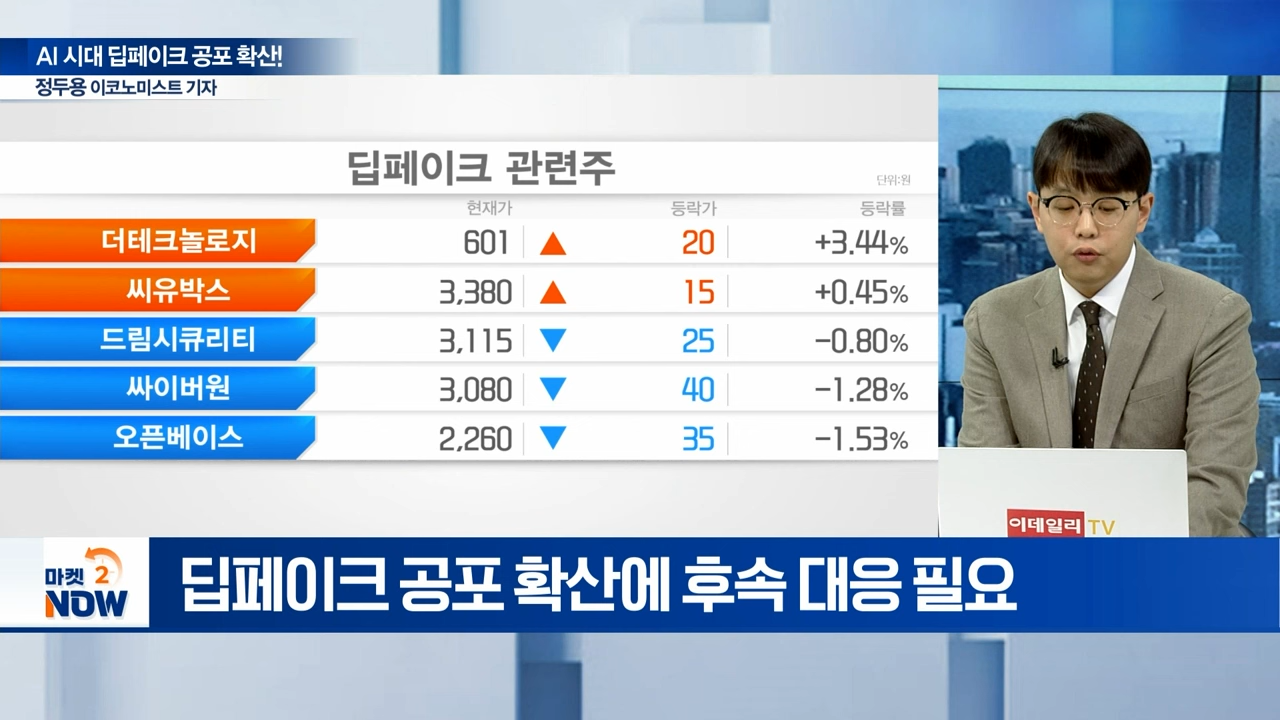 AI 시대 딥페이크 공포 확산!
정두용 이코노미스트 기자
딥페이크 관련주
단위:원
현재가 등락가 등락률
더테크놀로지 601 ▲ 20 +3.44%
씨유박스 3,380 ▲ 15 +0.45%
드림시큐리티 3,115 ▼ 25 -0.80%
싸이버원 3,080 ▼ 40 -1.28%
오픈베이스 2,260 ▼ 35 -1.53%
이데일리 TV
마켓 2
NOW
딥페이크 공포 확산에 후속 대응 필요